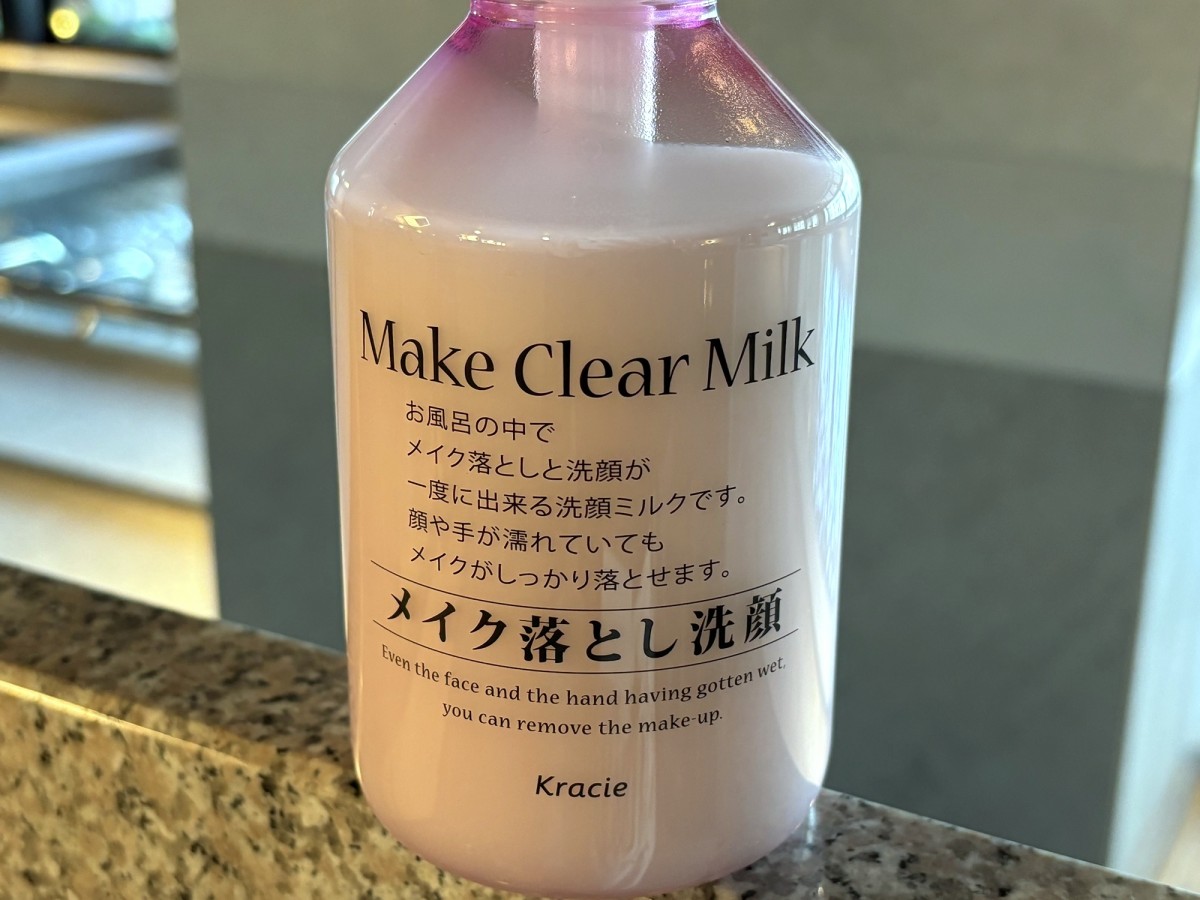 Make Clear Milk
お風呂の中で
メイク落としと洗顔が
一度に出来る洗顔ミルクです。
顔や手が濡れていても
メイクがしっかり落とせます。
メイク落とし洗顔
Even the face and the hand having gotten wet,
you can remove the make-up.
Kracie